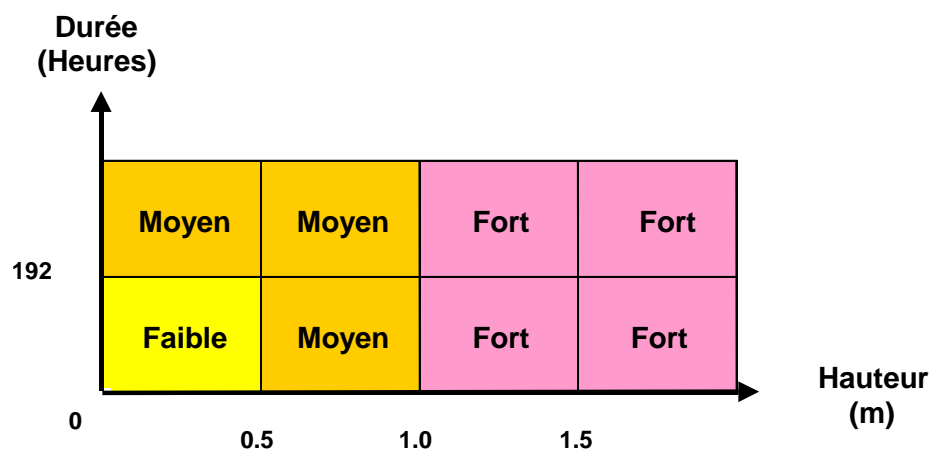 Durée
(Heures)
Moyen Moyen Fort Fort
192
Faible Moyen Fort Fort
Hauteur
(m)
0
0.5 1.0 1.5